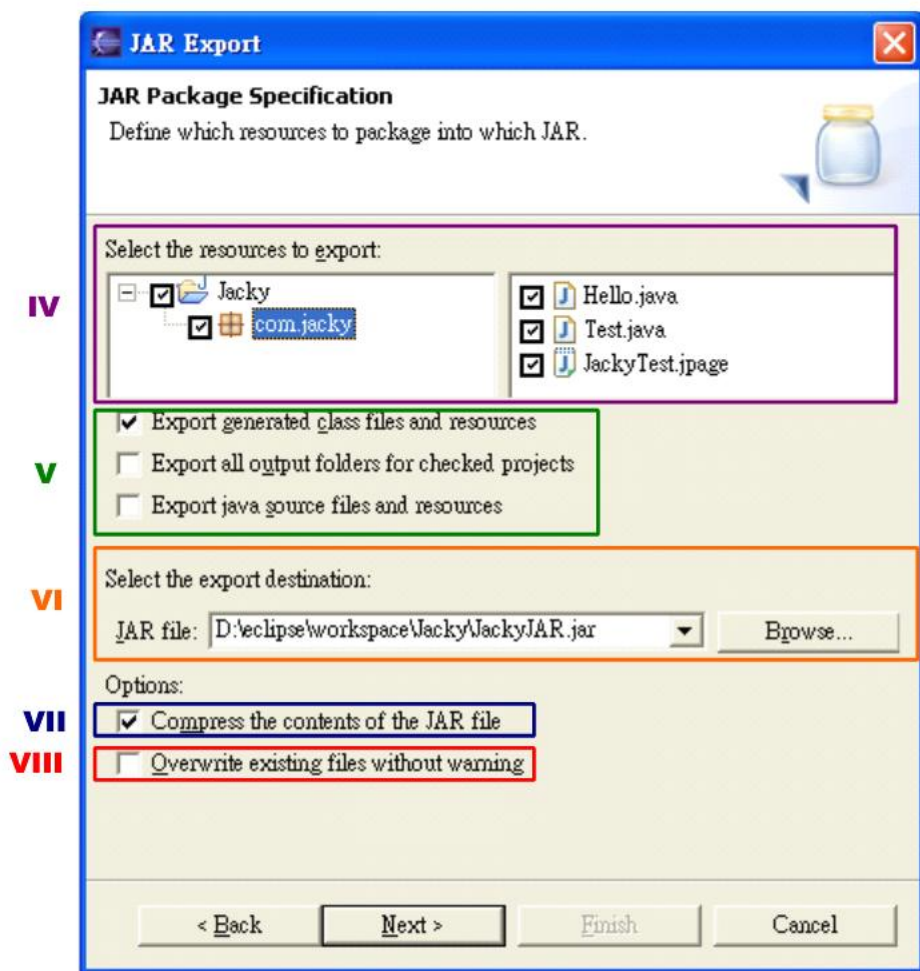 JAR Export
JAR Package Specification
Define which resources to package into which JAR.
IV
Select the resources to export:
Jacky
com.jacky
Hello.java
Test.java
JackyTest.jpage
V
Export generated class files and resources
Export all output folders for checked projects
Export java source files and resources
VI
Select the export destination:
JAR file: D:\eclipse\workspace\Jacky\JackyJAR.jar Browse...
Options:
VII
Compress the contents of the JAR file
VIII
Overwrite existing files without warning
< Back Next > Finish Cancel